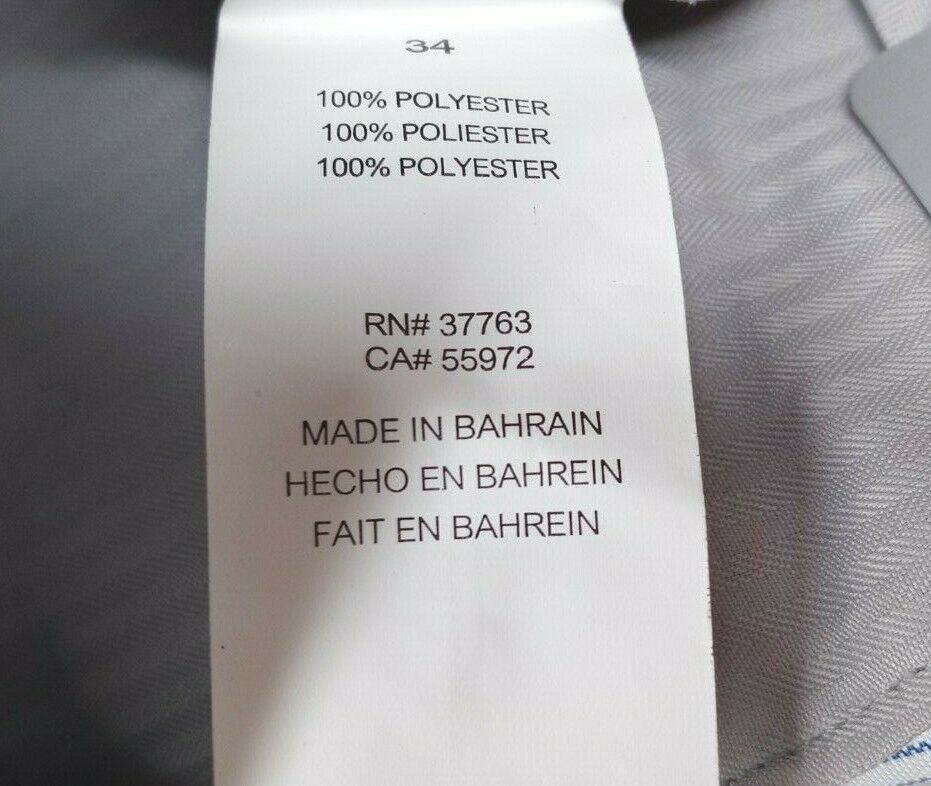 34
100% POLYESTER
100% POLIESTER
100% POLYESTER
RN# 37763
CA# 55972
MADE IN BAHRAIN
HECHO EN BAHREIN
FAIT EN BAHREIN